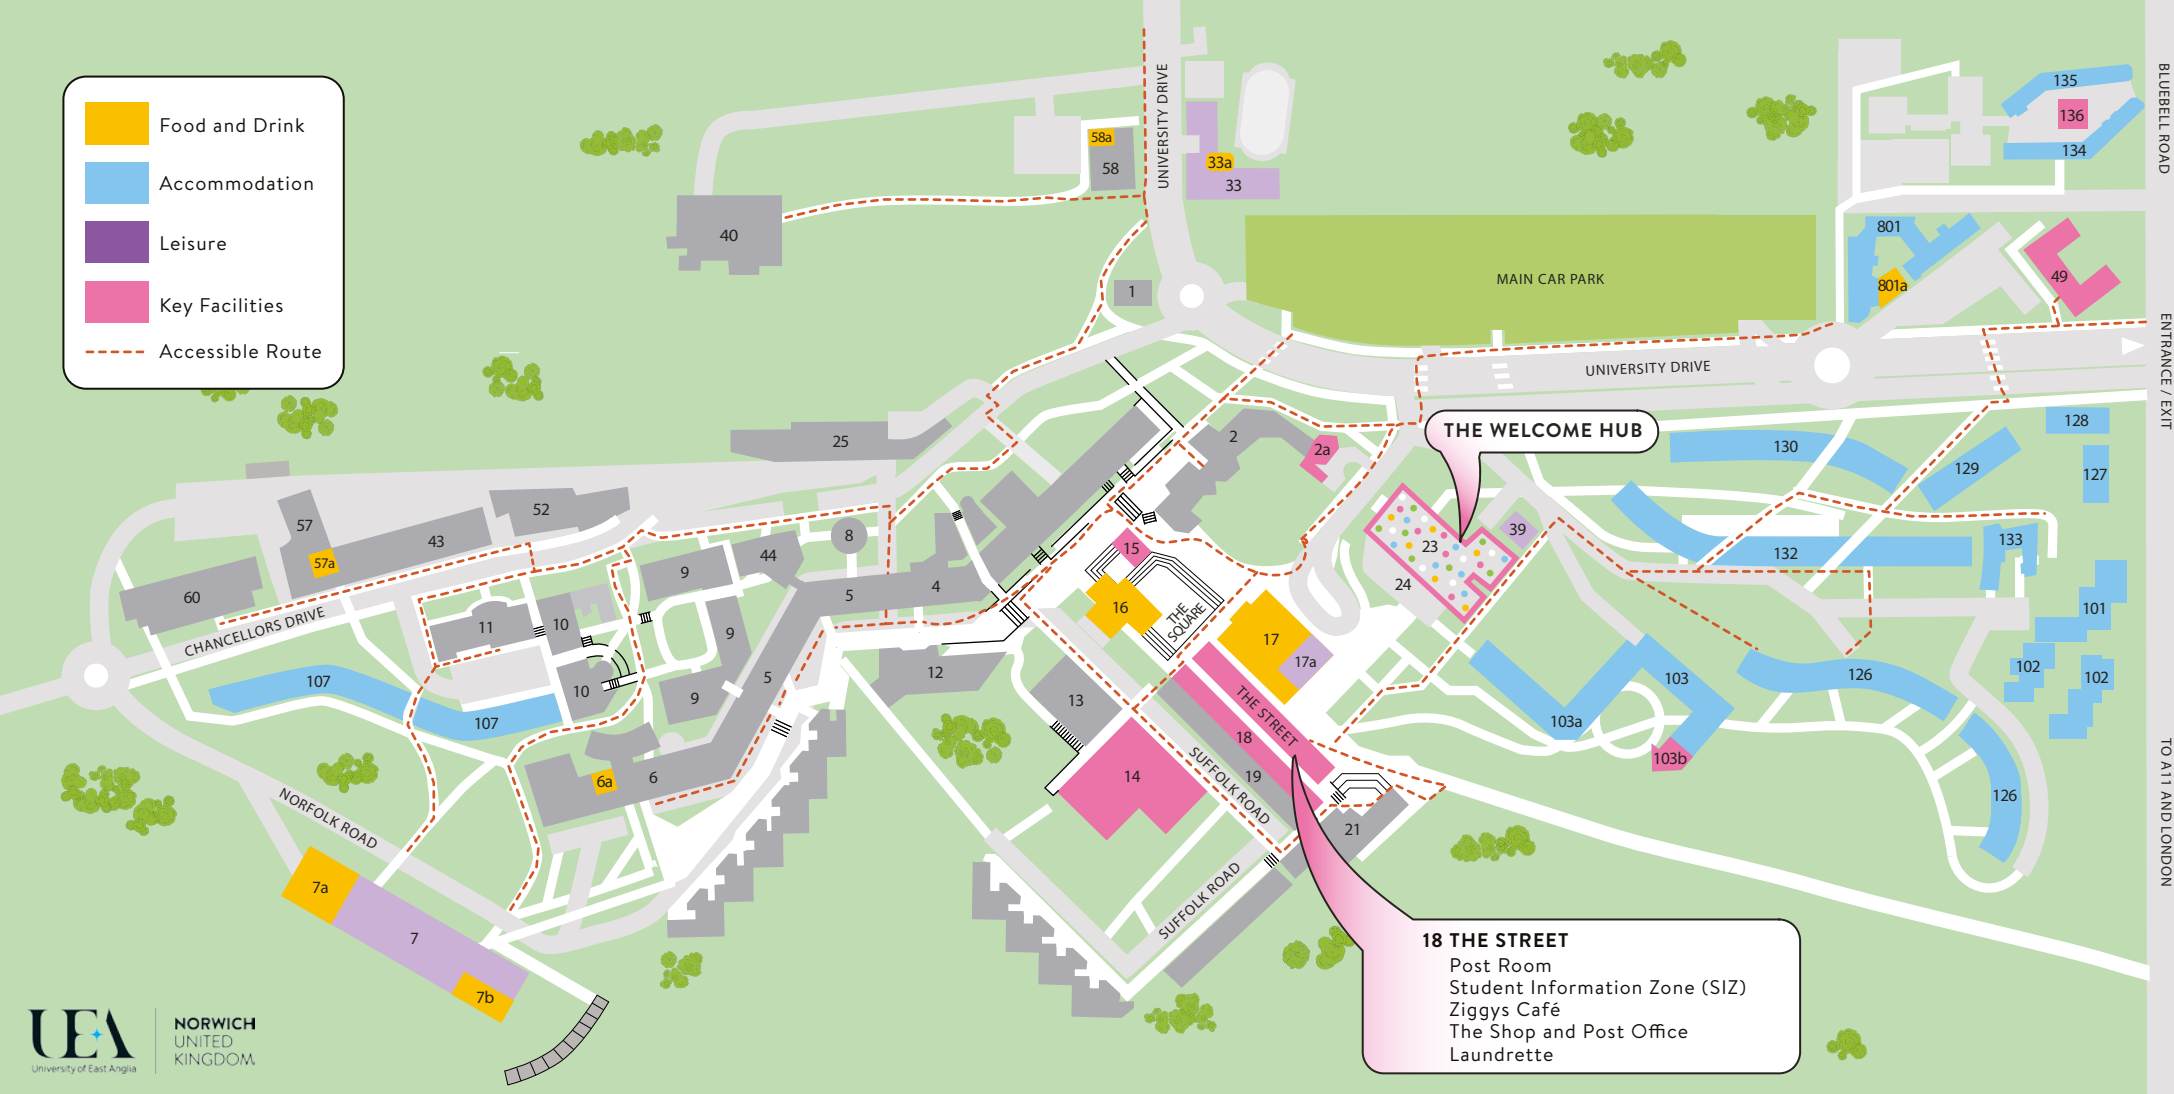 Food and Drink
Accommodation
Leisure
Key Facilities
Accessible Route
UNIVERSITY DRIVE
58a
58
33a
33
40
1
MAIN CAR PARK
UNIVERSITY DRIVE
135
136
134
801
801a
49
BLUEBELL ROAD
ENTRANCE / EXIT
TO A11 AND LONDON
THE WELCOME HUB
128
130
129
127
2
2a
25
57
52
43
57a
60
CHANCELLORS DRIVE
8
44
9
5
4
15
23
39
24
132
133
101
16
THE
SQUARE
11
10
9
17
17a
102
102
107
107
10
9
5
12
13
THE STREET
103
103a
103b
126
126
18
19
14
SUFFOLK ROAD
6a
6
21
NORFOLK ROAD
SUFFOLK ROAD
7a
7
7b
18 THE STREET
Post Room
Student Information Zone (SIZ)
Ziggys Café
The Shop and Post Office
Laundrette
UEA
University of East Anglia
NORWICH
UNITED
KINGDOM